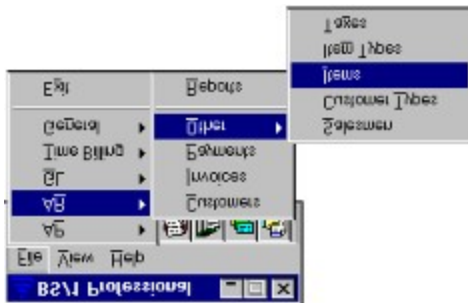 BS/1 Professional
File View Help
AP
AR
GL
Time Billing
General
Exit
Customers
Invoices
Payments
Other
Reports
Salesmen
Customer Types
Items
Item Types
Taxes